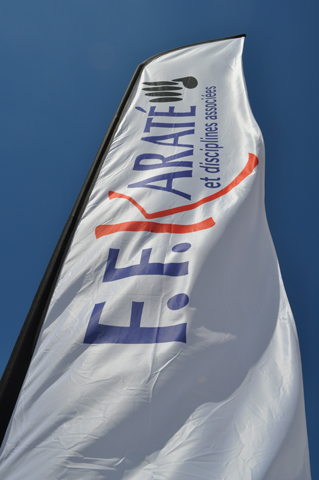 F.F.KARATÉ
et disciplines associées